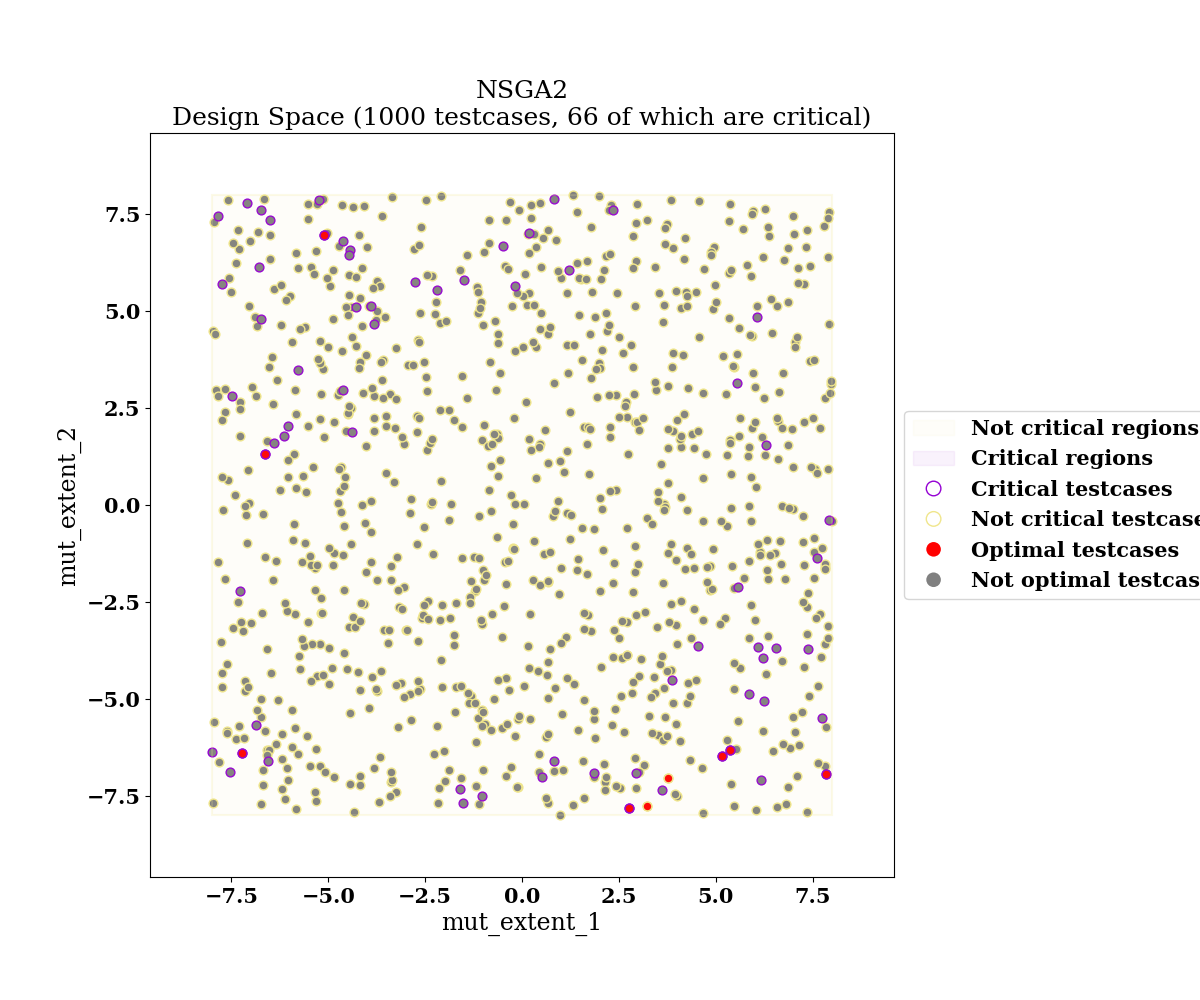 NSGA2
Design Space (1000 testcases, 66 of which are critical)
mut_extent_2
7.5
5.0
2.5
0.0
−2.5
−5.0
−7.5
−7.5 −5.0 −2.5 0.0 2.5 5.0 7.5
mut_extent_1
Not critical regions
Critical regions
Critical testcases
Not critical testcase
Optimal testcases
Not optimal testcas